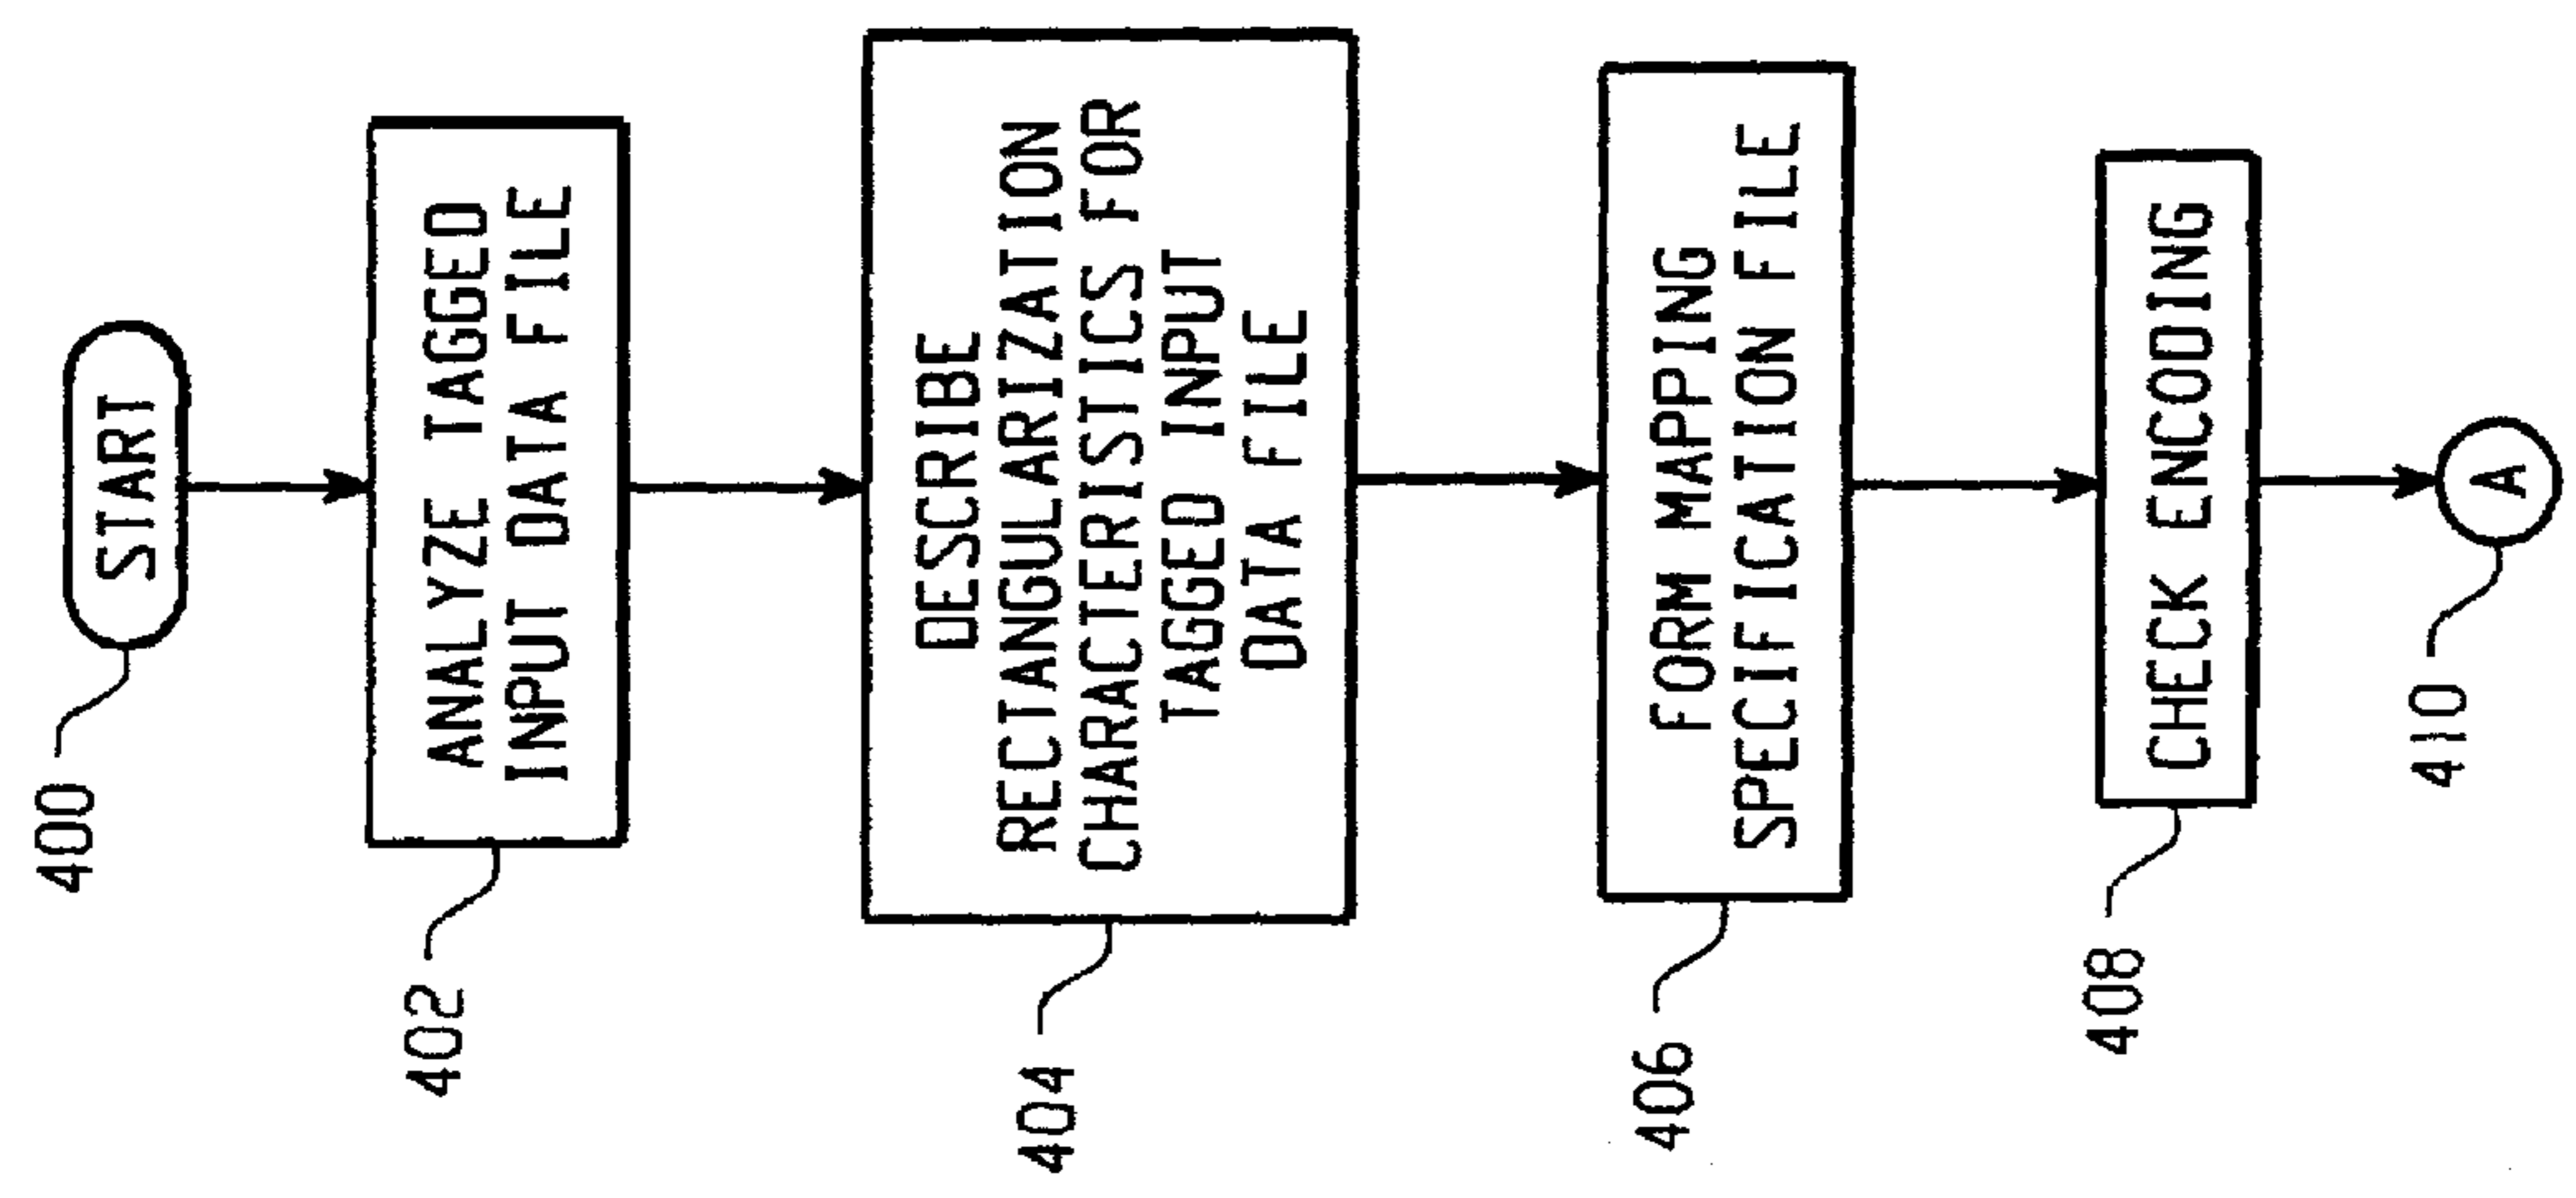 400
START
402
ANALYZE TAGGED
INPUT DATA FILE
404
DESCRIBE
RECTANGULARIZATION
CHARACTERISTICS FOR
TAGGED INPUT
DATA FILE
406
FORM MAPPING
SPECIFICATION FILE
408
CHECK ENCODING
410
A